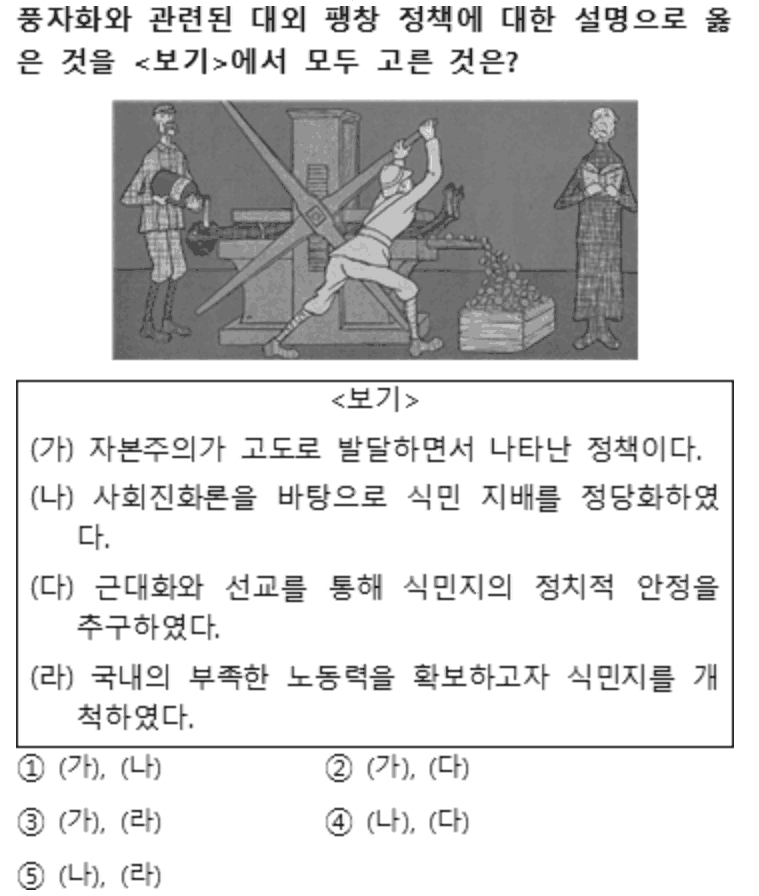 풍자화와 관련된 대외 팽창 정책에 대한 설명으로 옳
은 것을 <보기>에서 모두 고른 것은?
<보기>
(가) 자본주의가 고도로 발달하면서 나타난 정책이다.
(나) 사회진화론을 바탕으로 식민 지배를 정당화하였
다.
(다) 근대화와 선교를 통해 식민지의 정치적 안정을
추구하였다.
(라) 국내의 부족한 노동력을 확보하고자 식민지를 개
척하였다.
① (가), (나) ② (가), (다)
③ (가), (라) ④ (나), (다)
⑤ (나), (라)